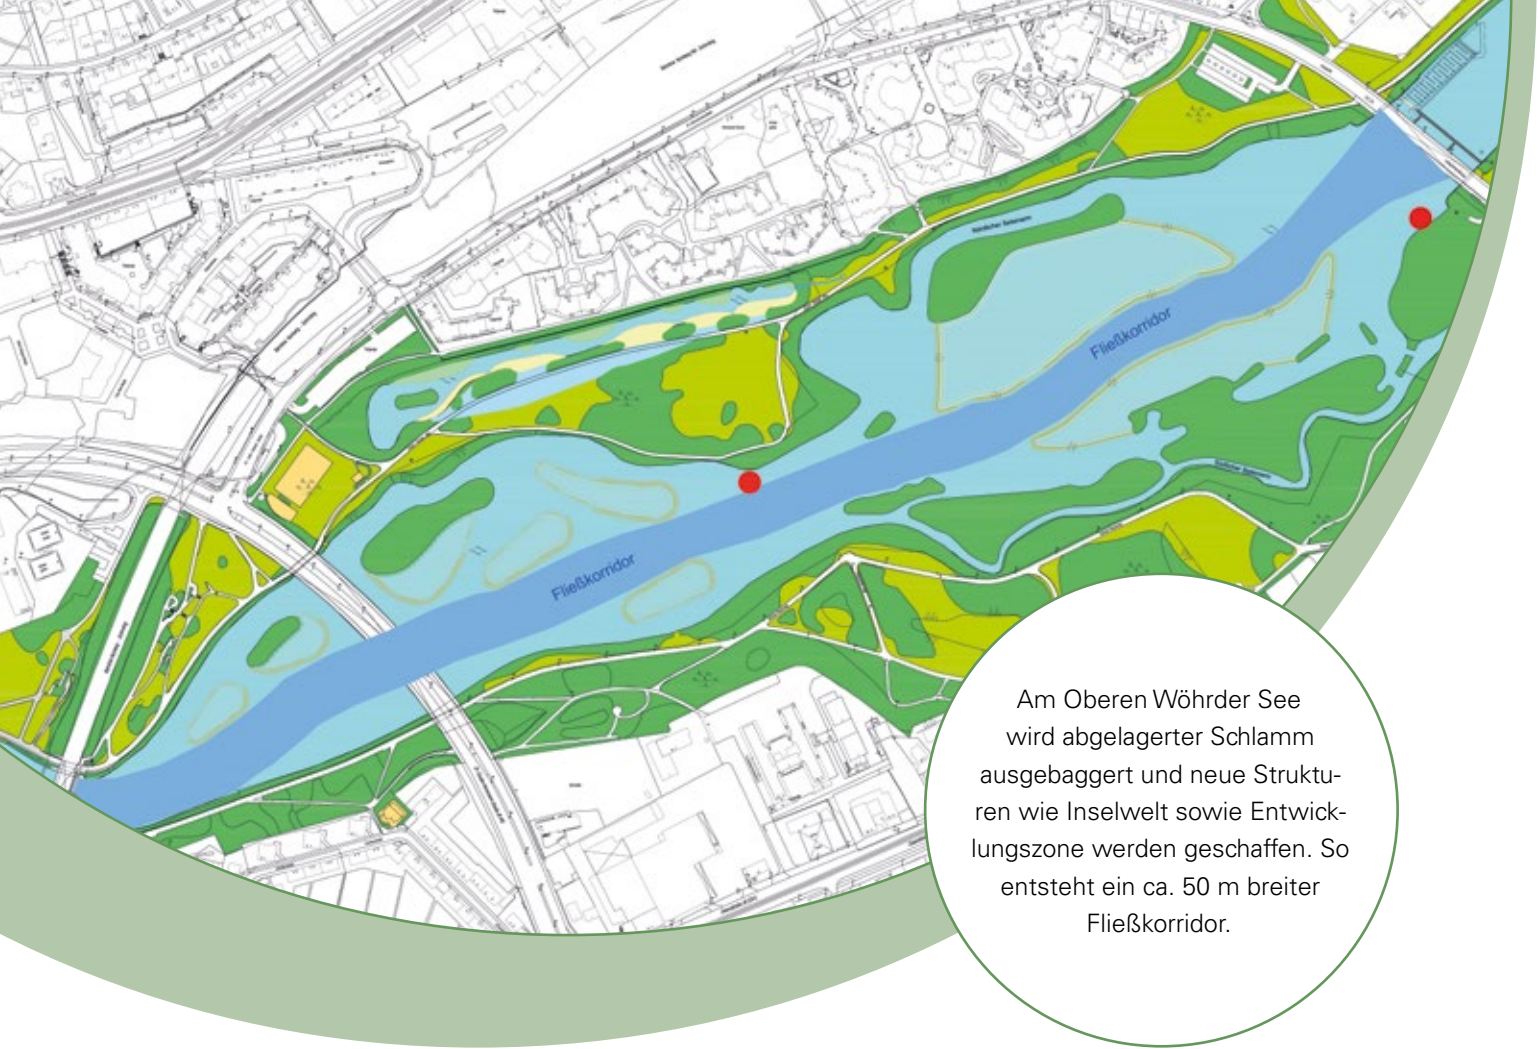 Fließkorridor
Fließkorridor
Am Oberen Wöhrder See
wird abgelagerter Schlamm
ausgebaggert und neue Struktu-
ren wie Inselwelt sowie Entwick-
lungszone werden geschaffen. So
entsteht ein ca. 50 m breiter
Fließkorridor.